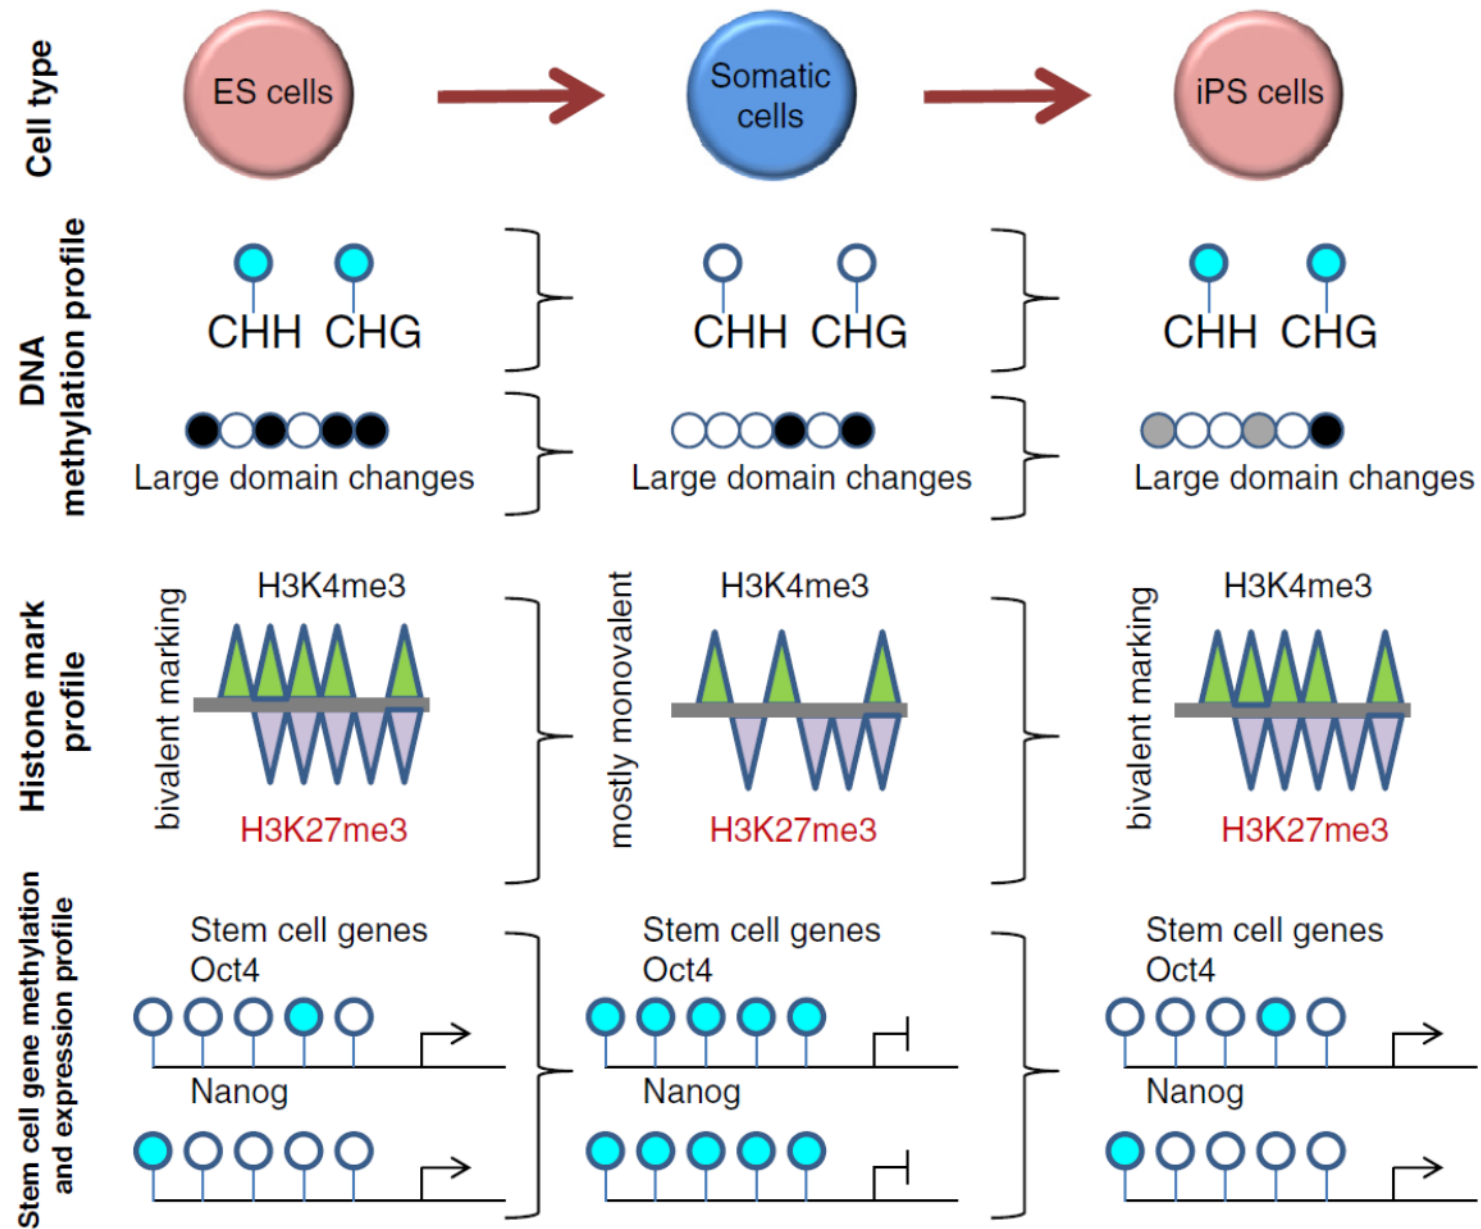 Cell type
ES cells
Somatic
cells
iPS cells
DNA
methylation profile
CHH CHG
CHH CHG
CHH CHG
Large domain changes
Large domain changes
Large domain changes
Histone mark
profile
bivalent marking
H3K4me3
H3K27me3
mostly monovalent
H3K4me3
H3K27me3
bivalent marking
H3K4me3
H3K27me3
Stem cell gene methylation
and expression profile
Stem cell genes
Oct4
Nanog
Stem cell genes
Oct4
Nanog
Stem cell genes
Oct4
Nanog